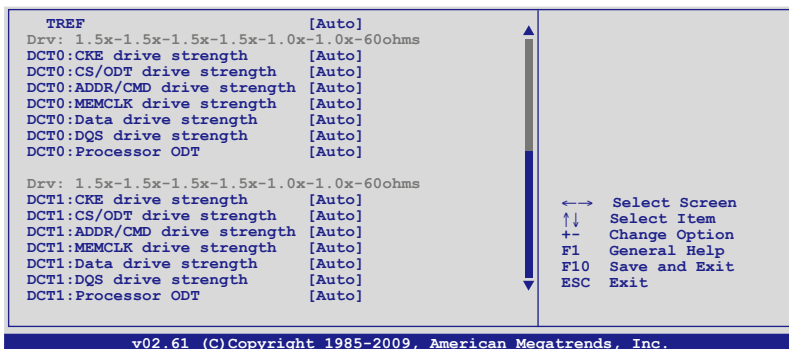 TREF [Auto]
Drv: 1.5x-1.5x-1.5x-1.5x-1.0x-1.0x-60ohms
DCT0:CKE drive strength [Auto]
DCT0:CS/ODT drive strength [Auto]
DCT0:ADDR/CMD drive strength [Auto]
DCT0:MEMCLK drive strength [Auto]
DCT0:Data drive strength [Auto]
DCT0:DQS drive strength [Auto]
DCT0:Processor ODT [Auto]
Drv: 1.5x-1.5x-1.5x-1.5x-1.0x-1.0x-60ohms
DCT1:CKE drive strength [Auto]
DCT1:CS/ODT drive strength [Auto]
DCT1:ADDR/CMD drive strength [Auto]
DCT1:MEMCLK drive strength [Auto]
DCT1:Data drive strength [Auto]
DCT1:DQS drive strength [Auto]
DCT1:Processor ODT [Auto]
←→ Select Screen
↑↓ Select Item
+- Change Option
F1 General Help
F10 Save and Exit
ESC Exit
v02.61 (C)Copyright 1985-2009, American Megatrends, Inc.